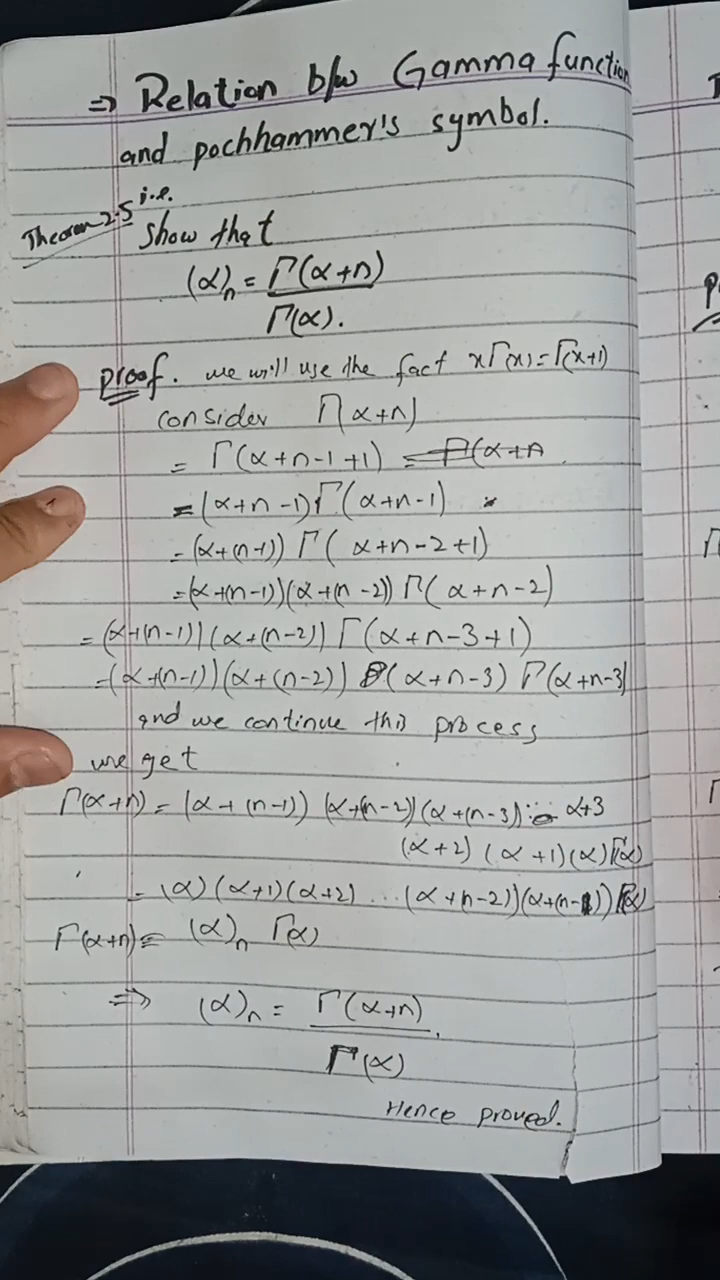 ⇒ Relation b/w Gamma function
and pochhammer's symbol.
Theorem 2.5 i.e.
show that
(α)ₙ = Γ(α+n)
Γ(α).
Proof. we will use the fact xΓ(x)=Γ(x+1)
consider Γ(α+n)
= Γ(α+n-1+1) = Γ(α+n
= (α+n-1)Γ(α+n-1)
= (α+(n-1)) Γ(α+n-2+1)
= (α+(n-1))(α+(n-2)) Γ(α+n-2)
= (α+(n-1))(α+(n-2)) Γ(α+n-3+1)
= (α+(n-1))(α+(n-2)) (α+n-3) Γ(α+n-3)
and we continue this process
we get
Γ(α+n) = (α+(n-1)) (α+(n-2)) (α+(n-3)) ... α+3
(α+2) (α+1)(α)Γ(α)
= (α)(α+1)(α+2) ... (α+n-2))(α+(n-1)) Γ(α)
Γ(α+n) = (α)ₙ Γ(α)
⇒ (α)ₙ = Γ(α+n)
Γ(α)
Hence proved.